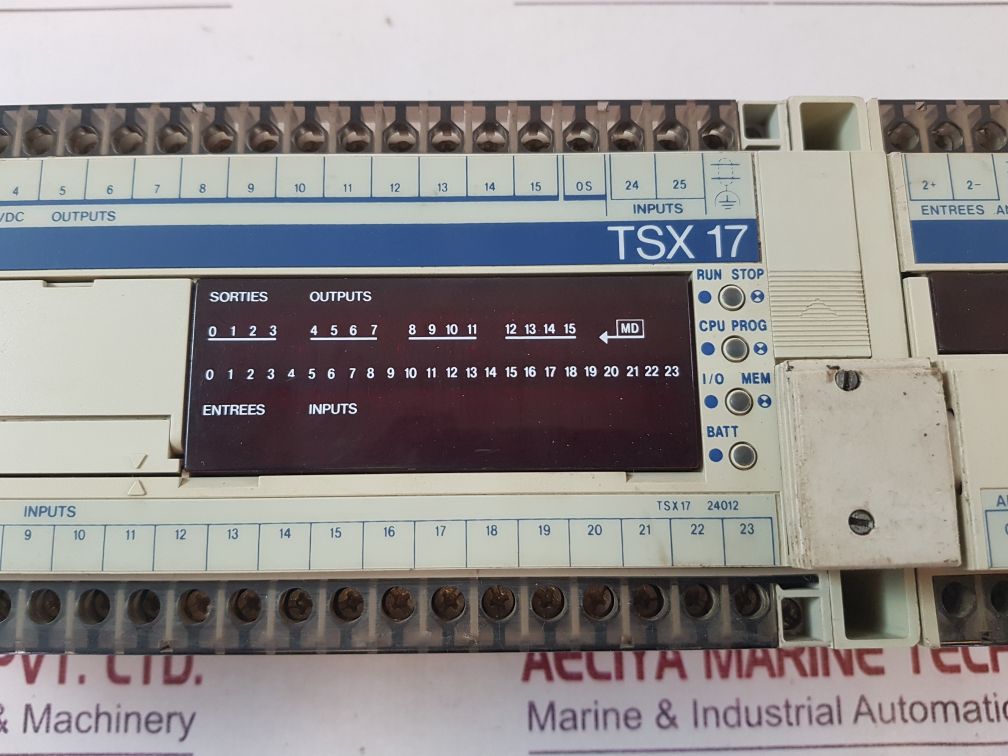 4 5 6 7 8 9 10 11 12 13 14 15 0S 24 25
2+ 2-
VDC OUTPUTS
INPUTS
ENTREES
TSX 17
RUN STOP
SORTIES OUTPUTS
0 1 2 3 4 5 6 7 8 9 10 11 12 13 14 15 MD
CPU PROG
0 1 2 3 4 5 6 7 8 9 10 11 12 13 14 15 16 17 18 19 20 21 22 23
I/O MEM
ENTREES INPUTS
BATT
INPUTS
TSX17 24012
9 10 11 12 13 14 15 16 17 18 19 20 21 22 23
PVT. LTD.
AECIYA MARINE TECH
& Machinery
Marine & Industrial Automatio